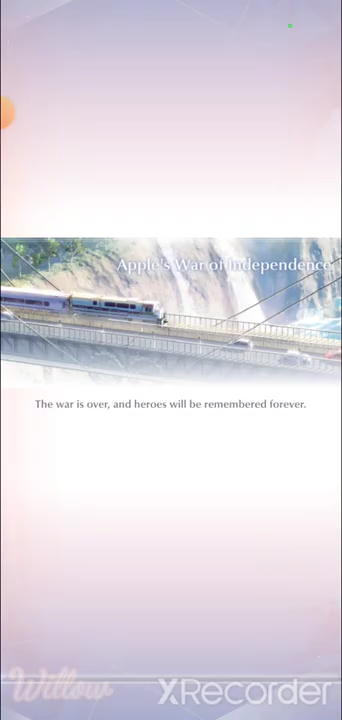 Apple's War of Independence
The war is over, and heroes will be remembered forever.
Willow
XRecorder